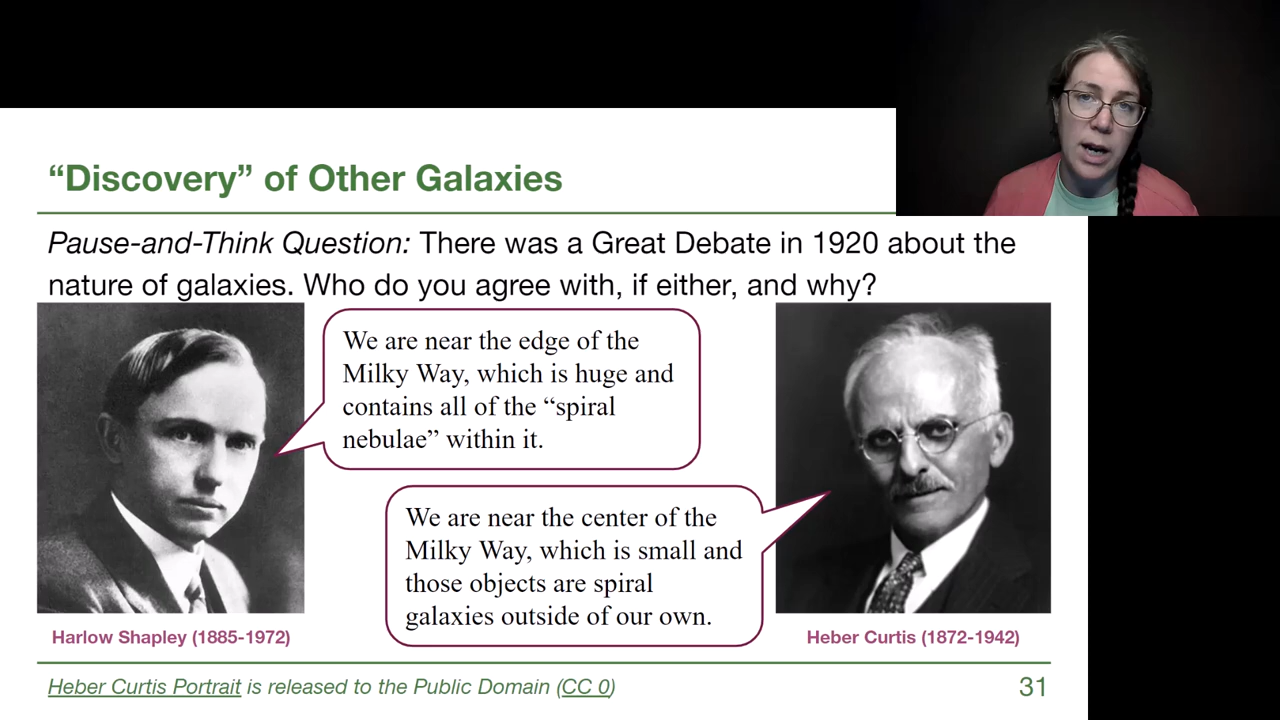 “Discovery” of Other Galaxies
Pause-and-Think Question: There was a Great Debate in 1920 about the
nature of galaxies. Who do you agree with, if either, and why?
We are near the edge of the
Milky Way, which is huge and
contains all of the “spiral
nebulae” within it.
We are near the center of the
Milky Way, which is small and
those objects are spiral
galaxies outside of our own.
Harlow Shapley (1885-1972)
Heber Curtis (1872-1942)
Heber Curtis Portrait is released to the Public Domain (CC 0)
31